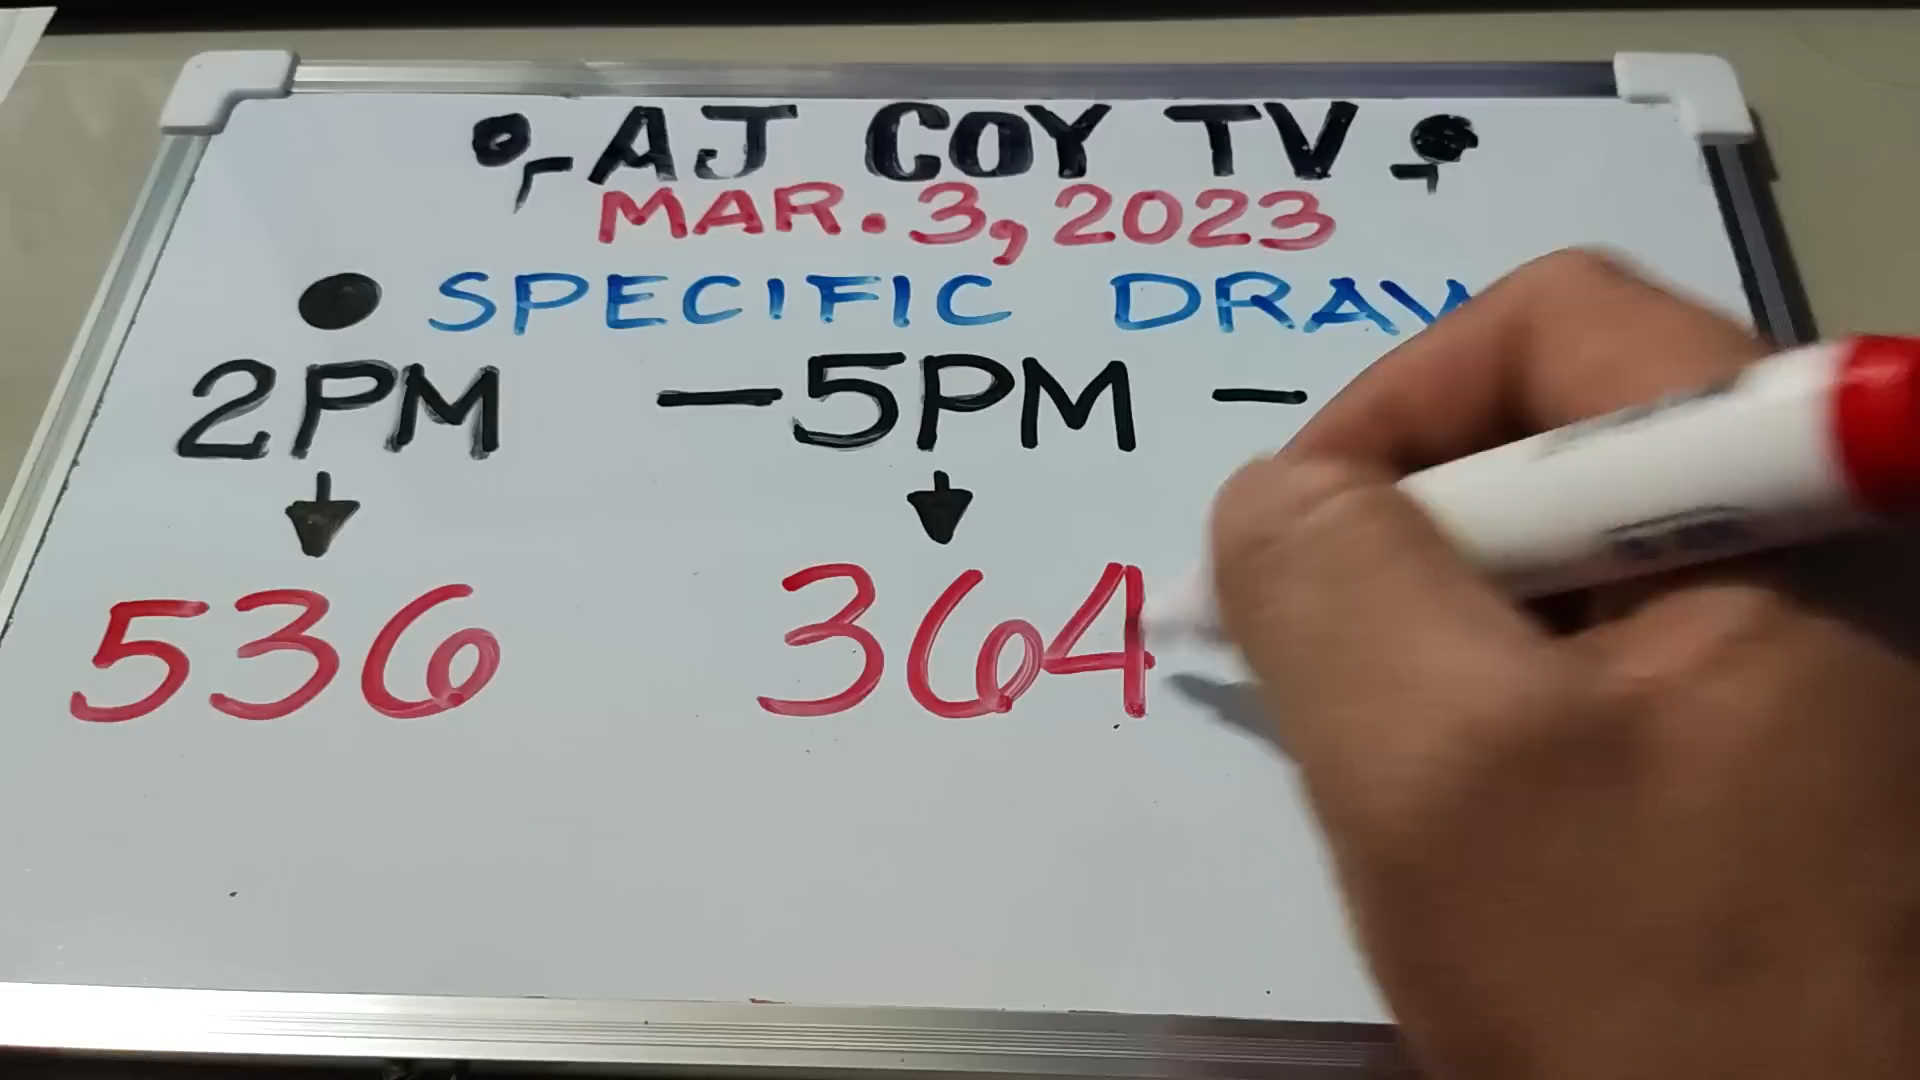 AJ COY TV
MAR. 3, 2023
SPECIFIC DRAW
2PM - 5PM -
536 364